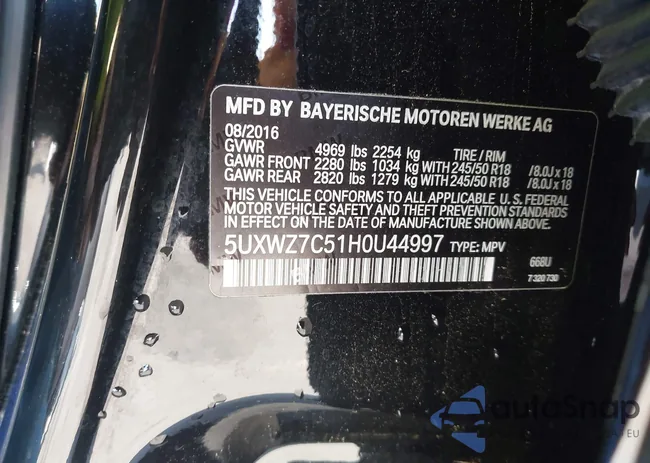 MFD BY BAYERISCHE MOTOREN WERKE AG
08/2016
GVWR 4969 lbs 2254 kg TIRE / RIM
GAWR FRONT 2280 lbs 1034 kg WITH 245/50 R18 / 8.0J x 18
GAWR REAR 2820 lbs 1279 kg WITH 245/50 R18 / 8.0J x 18
THIS VEHICLE CONFORMS TO ALL APPLICABLE U. S. FEDERAL
MOTOR VEHICLE SAFETY AND THEFT PREVENTION STANDARDS
IN EFFECT ON THE DATE OF MANUFACTURE SHOWN ABOVE.
5UXWZ7C51H0U44997 TYPE: MPV
668U
7 320 730
autoSnap
EU